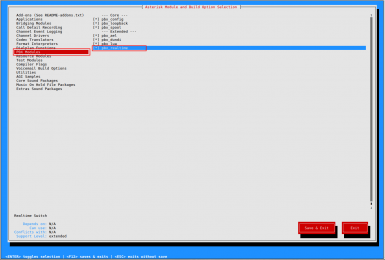 Asterisk Module and Build Option Selection
Add-ons (See README-addons.txt)
Applications
Bridging Modules
Call Detail Recording
Channel Event Logging
Channel Drivers
Codec Translators
Format Interpreters
Dialplan Functions
PBX Modules
Resource Modules
Test Modules
Compiler Flags
Voicemail Build Options
Utilities
AGI Samples
Core Sound Packages
Music On Hold File Packages
Extras Sound Packages
--- Core ---
[*] pbx_config
[*] pbx_loopback
[*] pbx_spool
--- Extended ---
[*] pbx_ael
[*] pbx_dundi
[*] pbx_lua
[*] pbx_realtime
Realtime Switch
Depends on: N/A
Can use: N/A
Conflicts with: N/A
Support Level: extended
Save & Exit
Exit
<ENTER> toggles selection | <F12> saves & exits | <ESC> exits without save